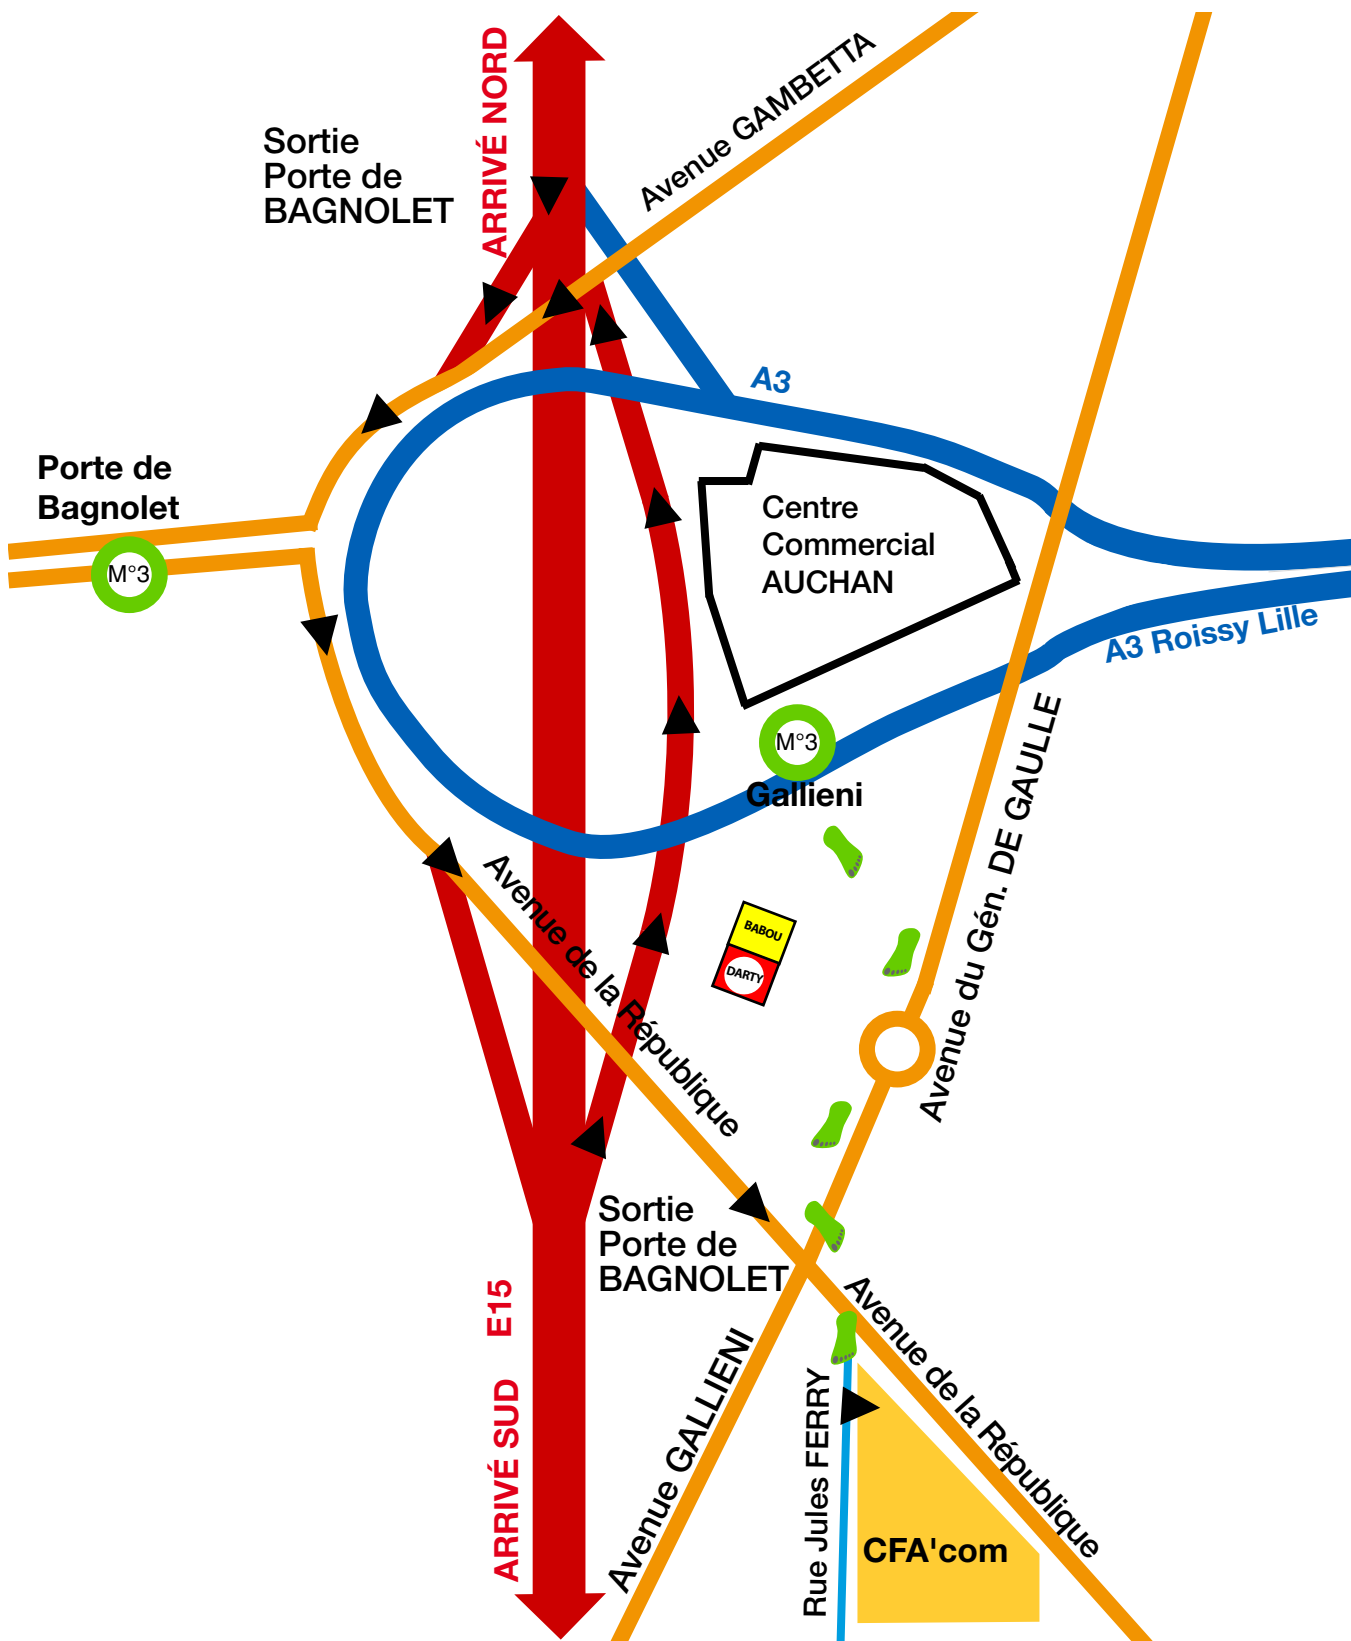 ARRIVÉ NORD
Avenue GAMBETTA
Sortie
Porte de
BAGNOLET
A3
Porte de
Bagnolet
M°3
Centre
Commercial
AUCHAN
A3 Roissy Lille
M°3
Gallieni
Avenue du Gén. DE GAULLE
BABOU
DARTY
Avenue de la République
Sortie
Porte de
BAGNOLET
ARRIVÉ SUD E15
Avenue GALLIENI
Avenue de la République
Rue Jules FERRY
CFA'com